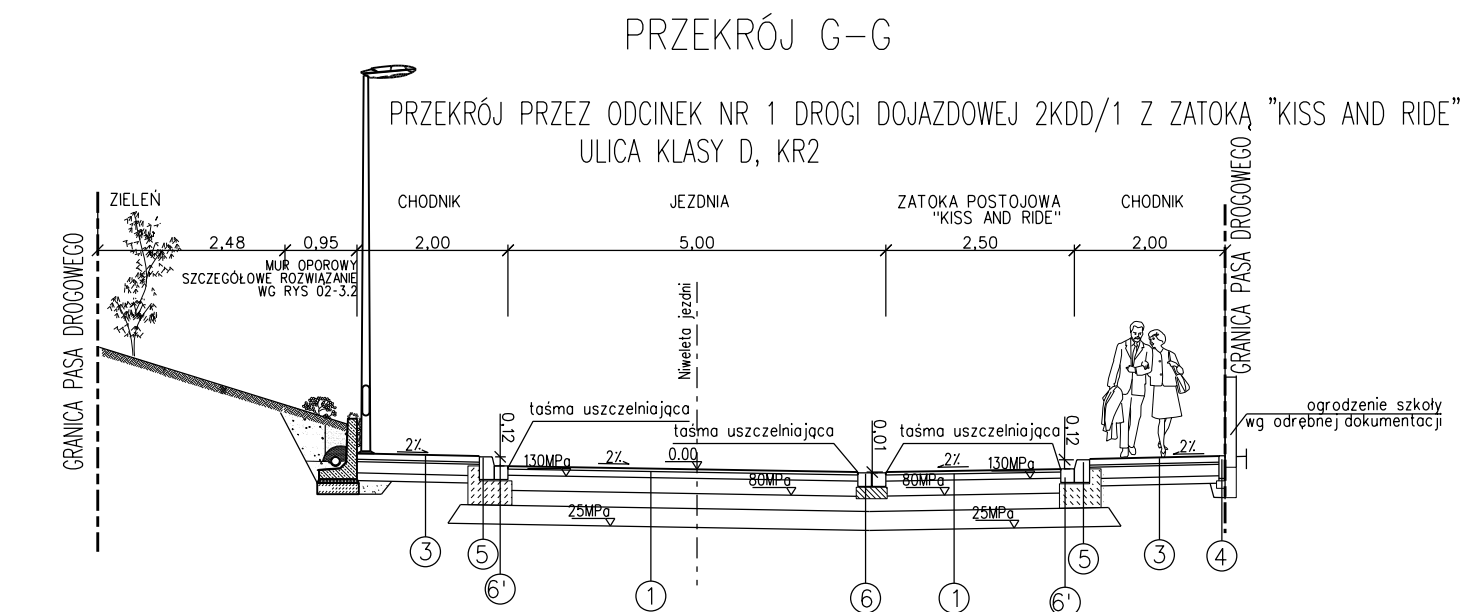 PRZEKRÓJ G-G
PRZEKRÓJ PRZEZ ODCINEK NR 1 DROGI DOJAZDOWEJ 2KDD/1 Z ZATOKĄ "KISS AND RIDE"
ULICA KLASY D, KR2
GRANICA PASA DROGOWEGO
ZIELEŃ
CHODNIK
JEZDNIA
ZATOKA POSTOJOWA
"KISS AND RIDE"
CHODNIK
GRANICA PASA DROGOWEGO
2,48
0,95
2,00
5,00
2,50
2,00
MUR OPOROWY
SZCZEGÓŁOWE ROZWIĄZANIE
WG RYS 02-3.2
Niweleta jezdni
taśma uszczelniająca
taśma uszczelniająca
taśma uszczelniająca
ogrodzenie szkoły
wg odrębnej dokumentacji
0,12
0,01
0,12
2%
130MPa
2%
0.00
80MPa
80MPa
2%
130MPa
2%
25MPa
25MPa
3
5
6'
1
6
1
6'
5
3
4